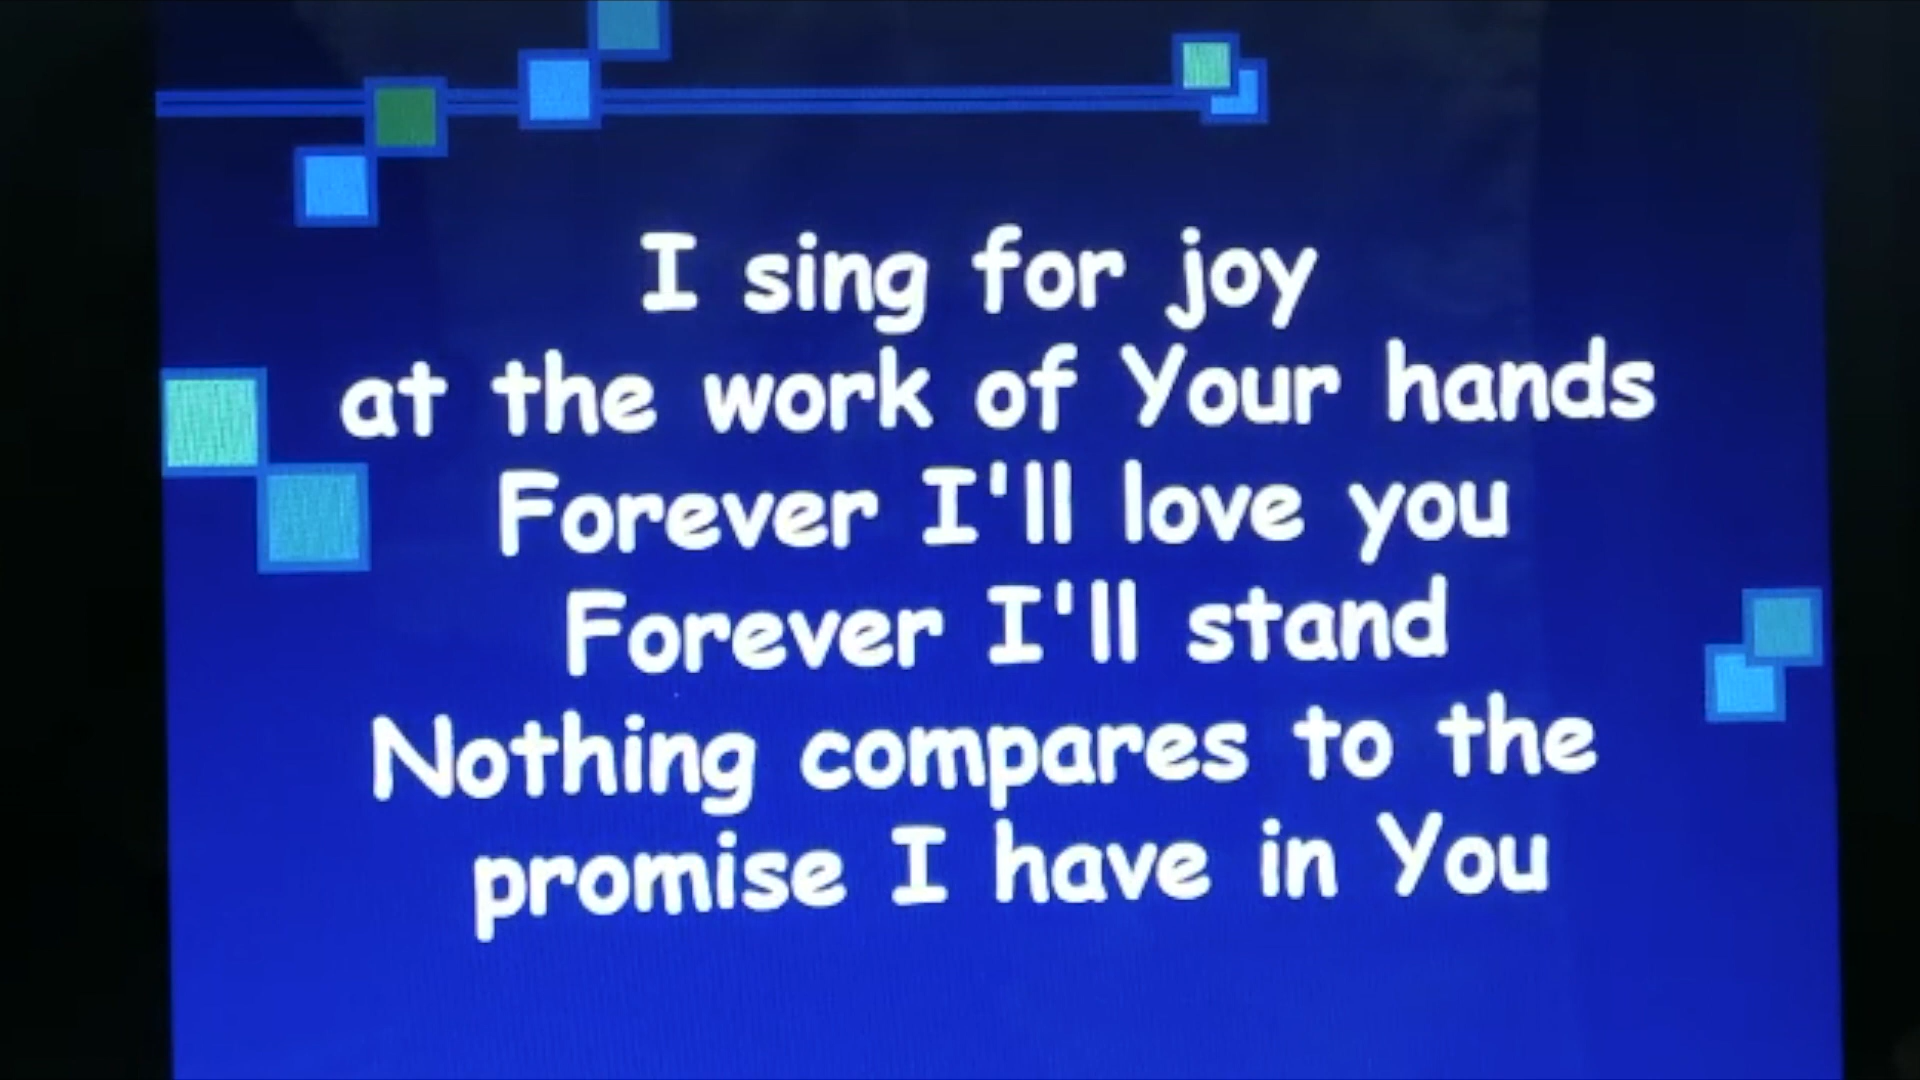 I sing for joy
at the work of Your hands
Forever I'll love you
Forever I'll stand
Nothing compares to the
promise I have in You